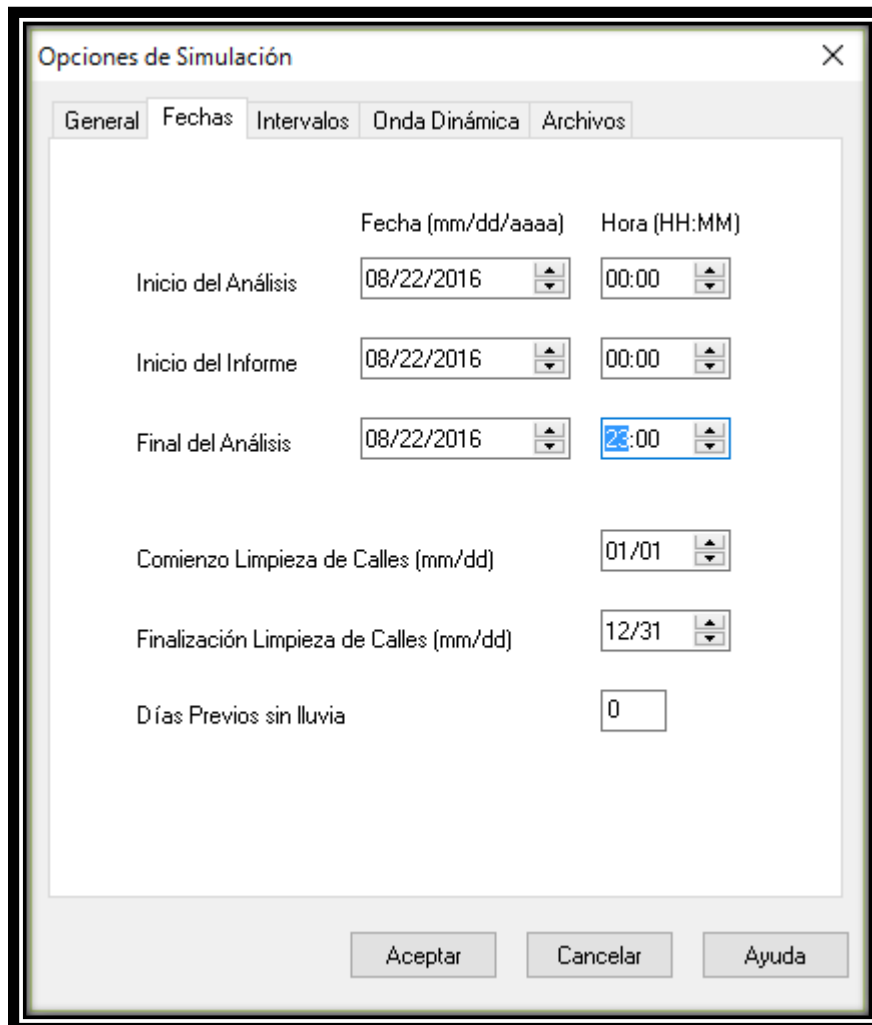 Opciones de Simulación
General Fechas Intervalos Onda Dinámica Archivos
Fecha (mm/dd/aaaa) Hora (HH:MM)
Inicio del Análisis 08/22/2016 00:00
Inicio del Informe 08/22/2016 00:00
Final del Análisis 08/22/2016 23:00
Comienzo Limpieza de Calles (mm/dd) 01/01
Finalización Limpieza de Calles (mm/dd) 12/31
Días Previos sin lluvia 0
Aceptar Cancelar Ayuda